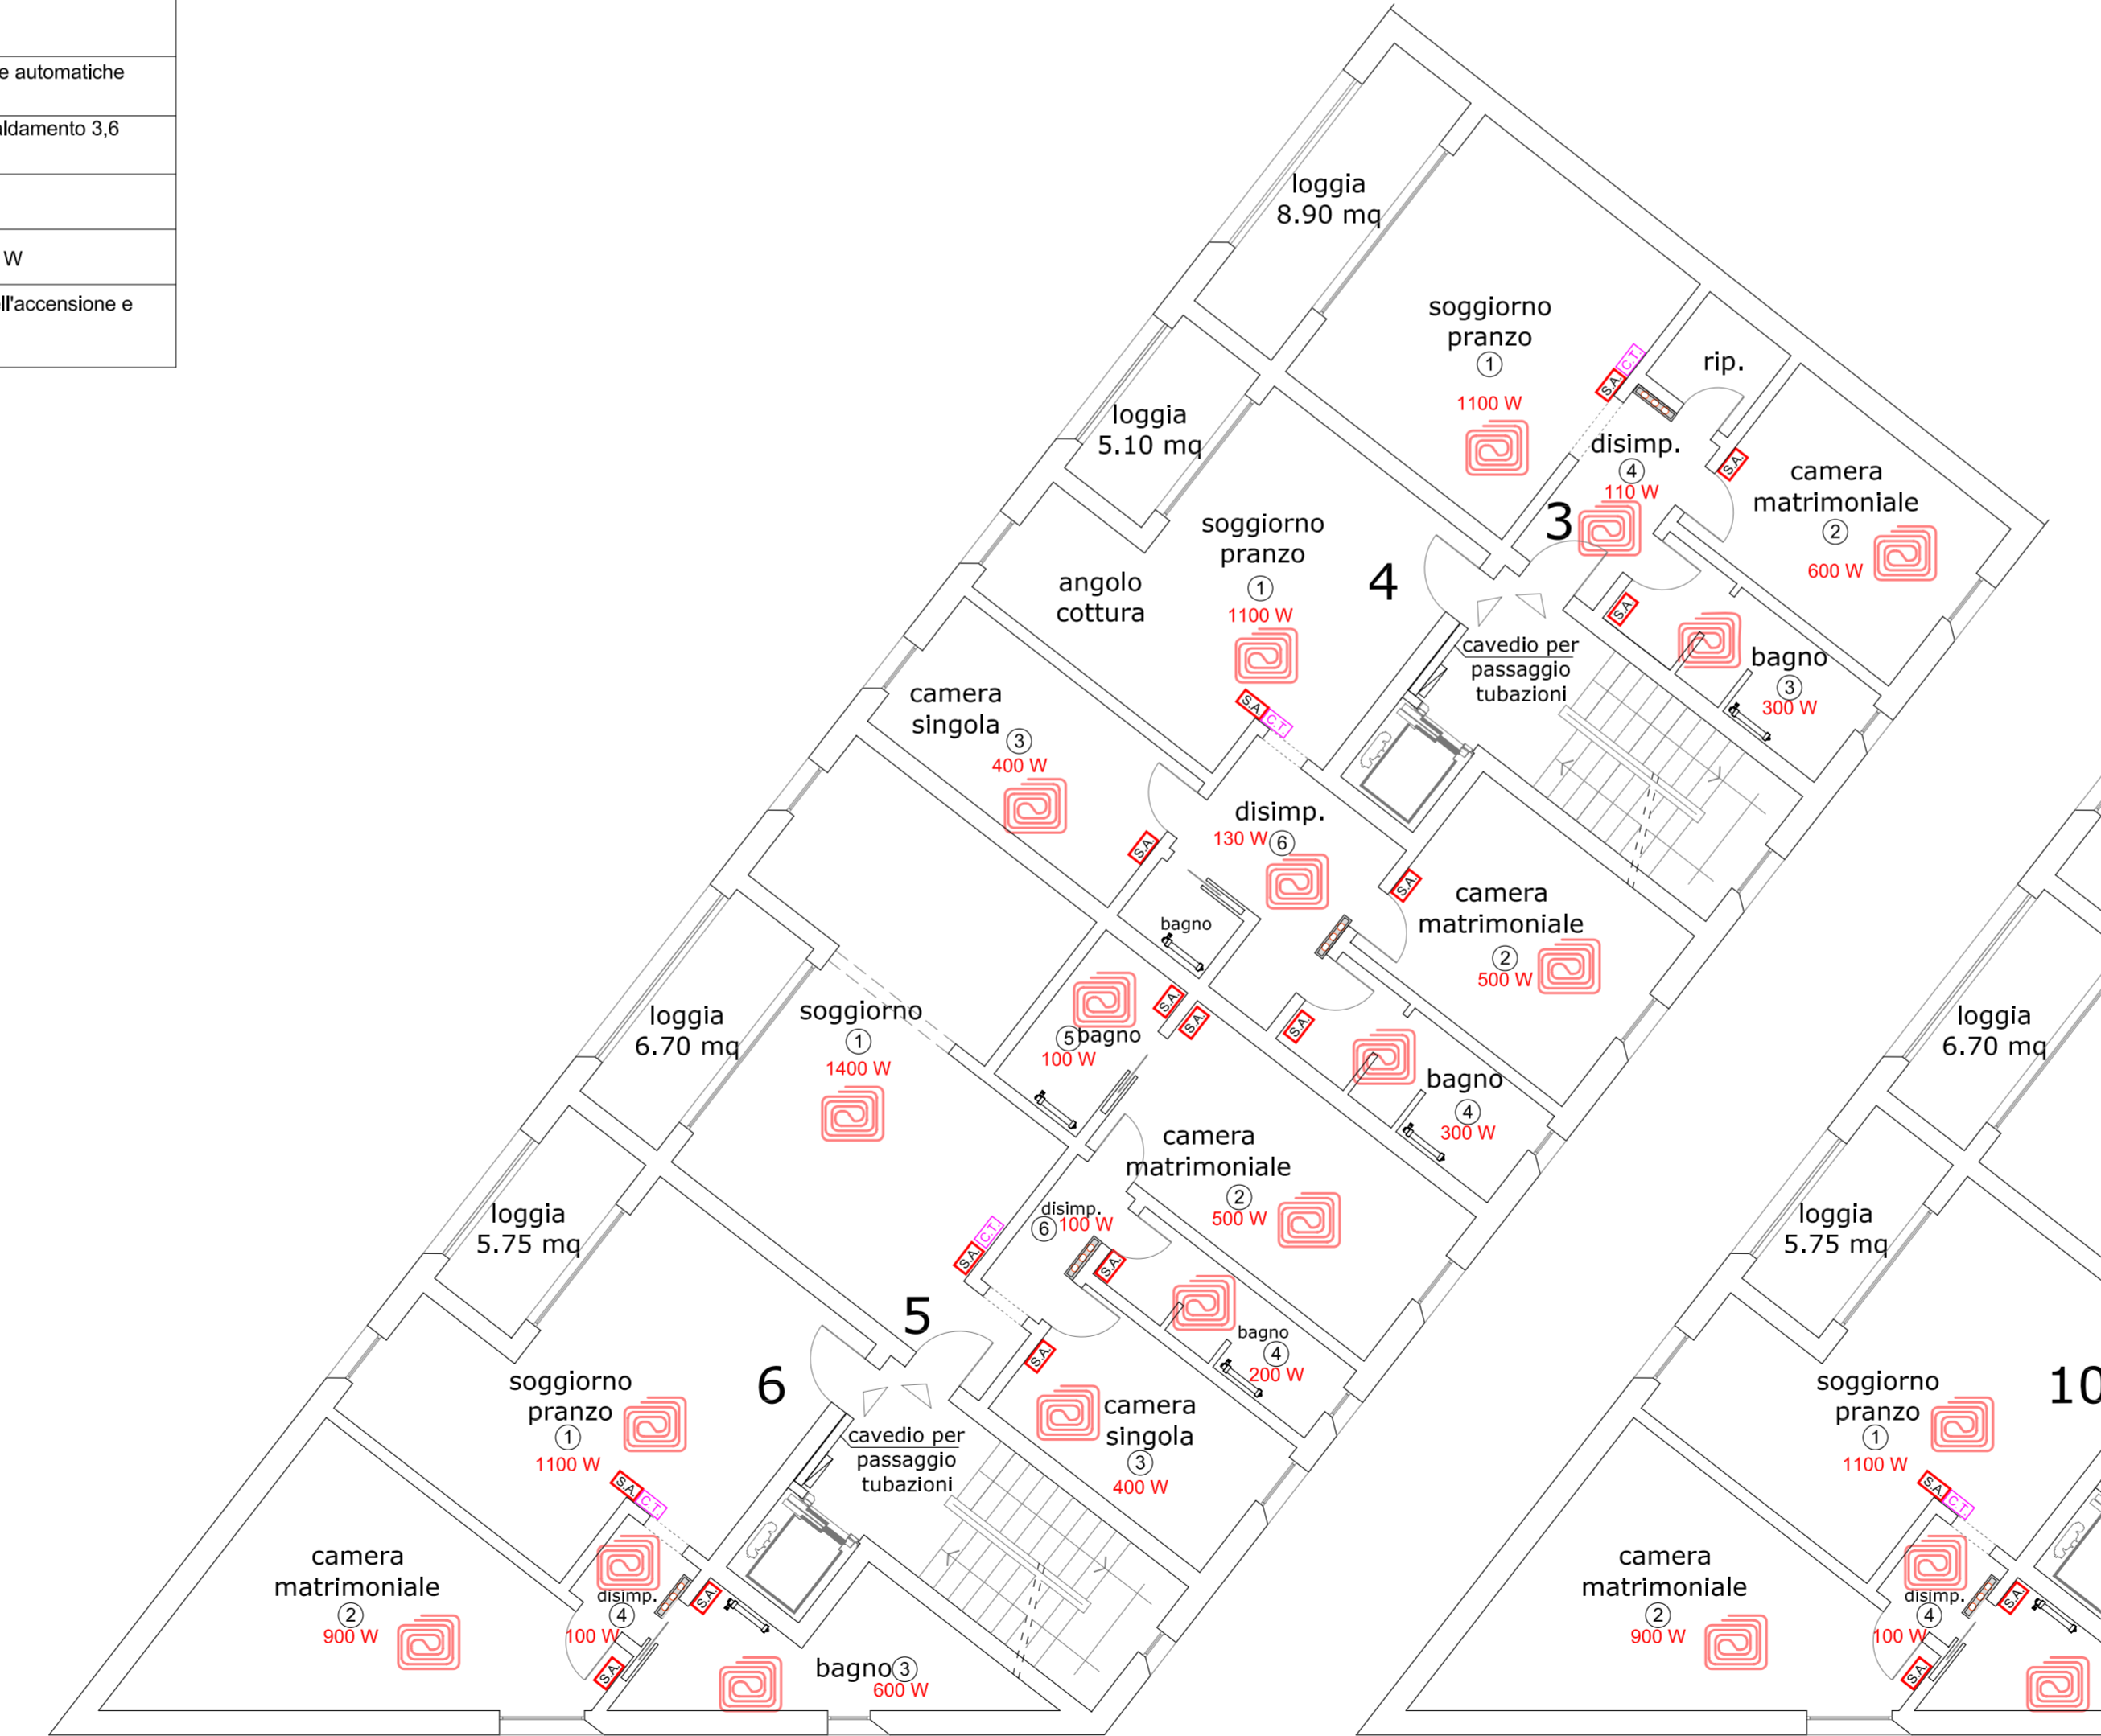 e automatiche
aldamento 3,6
W
ll'accensione e
loggia
8.90 mq
soggiorno
pranzo
1
1100 W
S.A.
C.T.
rip.
disimp.
4
110 W
S.A.
camera
matrimoniale
2
600 W
3
S.A.
bagno
3
300 W
loggia
5.10 mq
angolo
cottura
soggiorno
pranzo
1
1100 W
4
S.A.
C.T.
cavedio per
passaggio
tubazioni
camera
singola
3
400 W
S.A.
disimp.
130 W
6
S.A.
camera
matrimoniale
2
500 W
bagno
S.A.
bagno
4
300 W
loggia
6.70 mq
soggiorno
1
1400 W
5
bagno
100 W
S.A.
S.A.
camera
matrimoniale
2
500 W
disimp.
6
100 W
S.A.
C.T.
S.A.
bagno
4
200 W
5
S.A.
camera
singola
3
400 W
loggia
5.75 mq
soggiorno
pranzo
1
1100 W
6
S.A.
C.T.
cavedio per
passaggio
tubazioni
camera
matrimoniale
2
900 W
disimp.
4
100 W
S.A.
S.A.
bagno
3
600 W
loggia
6.70 mq
loggia
5.75 mq
soggiorno
pranzo
1
1100 W
10
S.A.
C.T.
camera
matrimoniale
2
900 W
disimp.
4
100 W
S.A.
S.A.